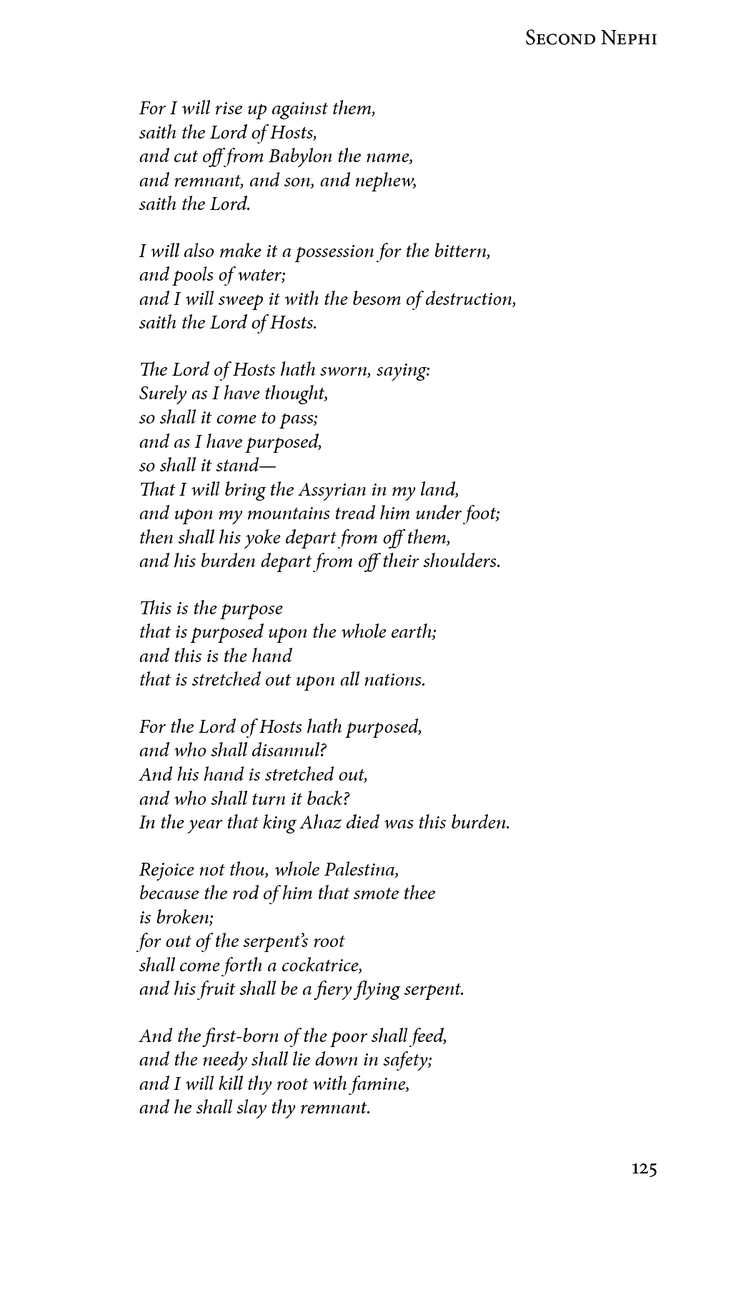 Second Nephi
For I will rise up against them,
saith the Lord of Hosts,
and cut off from Babylon the name,
and remnant, and son, and nephew,
saith the Lord.
I will also make it a possession for the bittern,
and pools of water;
and I will sweep it with the besom of destruction,
saith the Lord of Hosts.
The Lord of Hosts hath sworn, saying:
Surely as I have thought,
so shall it come to pass;
and as I have purposed,
so shall it stand—
That I will bring the Assyrian in my land,
and upon my mountains tread him under foot;
then shall his yoke depart from off them,
and his burden depart from off their shoulders.
This is the purpose
that is purposed upon the whole earth;
and this is the hand
that is stretched out upon all nations.
For the Lord of Hosts hath purposed,
and who shall disannul?
And his hand is stretched out,
and who shall turn it back?
In the year that king Ahaz died was this burden.
Rejoice not thou, whole Palestina,
because the rod of him that smote thee
is broken;
for out of the serpent’s root
shall come forth a cockatrice,
and his fruit shall be a fiery flying serpent.
And the first-born of the poor shall feed,
and the needy shall lie down in safety;
and I will kill thy root with famine,
and he shall slay thy remnant.
125